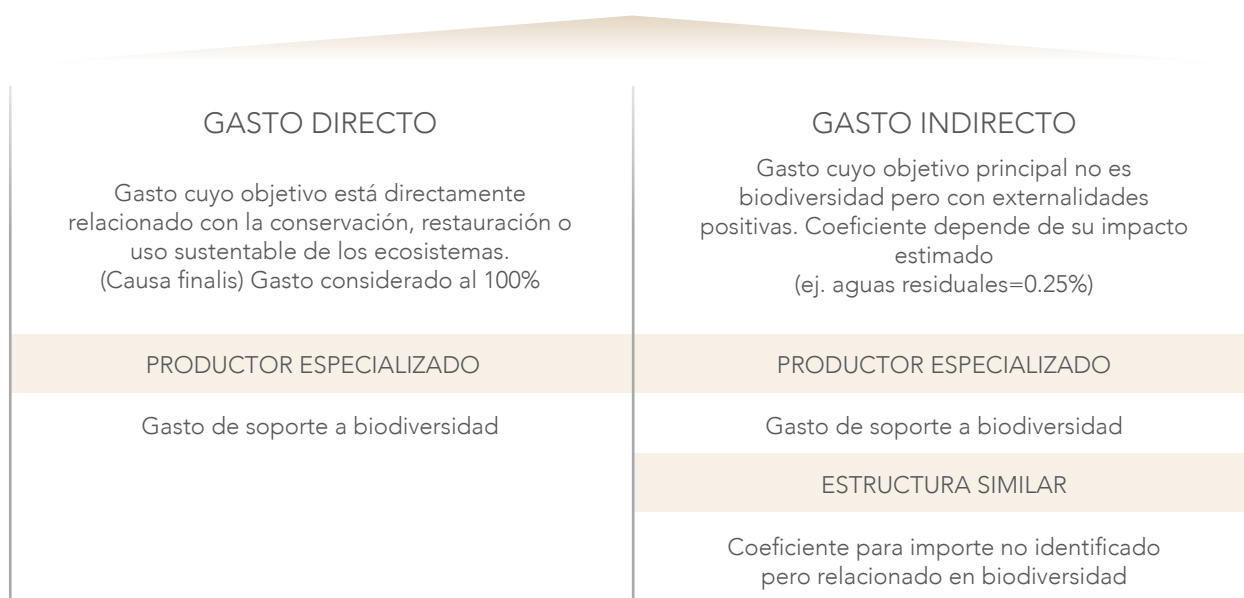 GASTO DIRECTO
Gasto cuyo objetivo está directamente
relacionado con la conservación, restauración o
uso sustentable de los ecosistemas.
(Causa finalis) Gasto considerado al 100%
PRODUCTOR ESPECIALIZADO
Gasto de soporte a biodiversidad
GASTO INDIRECTO
Gasto cuyo objetivo principal no es
biodiversidad pero con externalidades
positivas. Coeficiente depende de su impacto
estimado
(ej. aguas residuales=0.25%)
PRODUCTOR ESPECIALIZADO
Gasto de soporte a biodiversidad
ESTRUCTURA SIMILAR
Coeficiente para importe no identificado
pero relacionado en biodiversidad